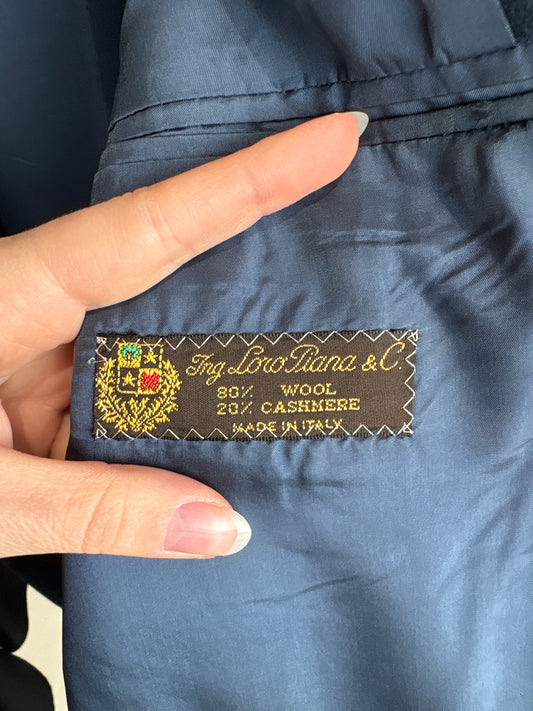 Ing Loro Piana & C.
80% WOOL
20% CASHMERE
MADE IN ITALY